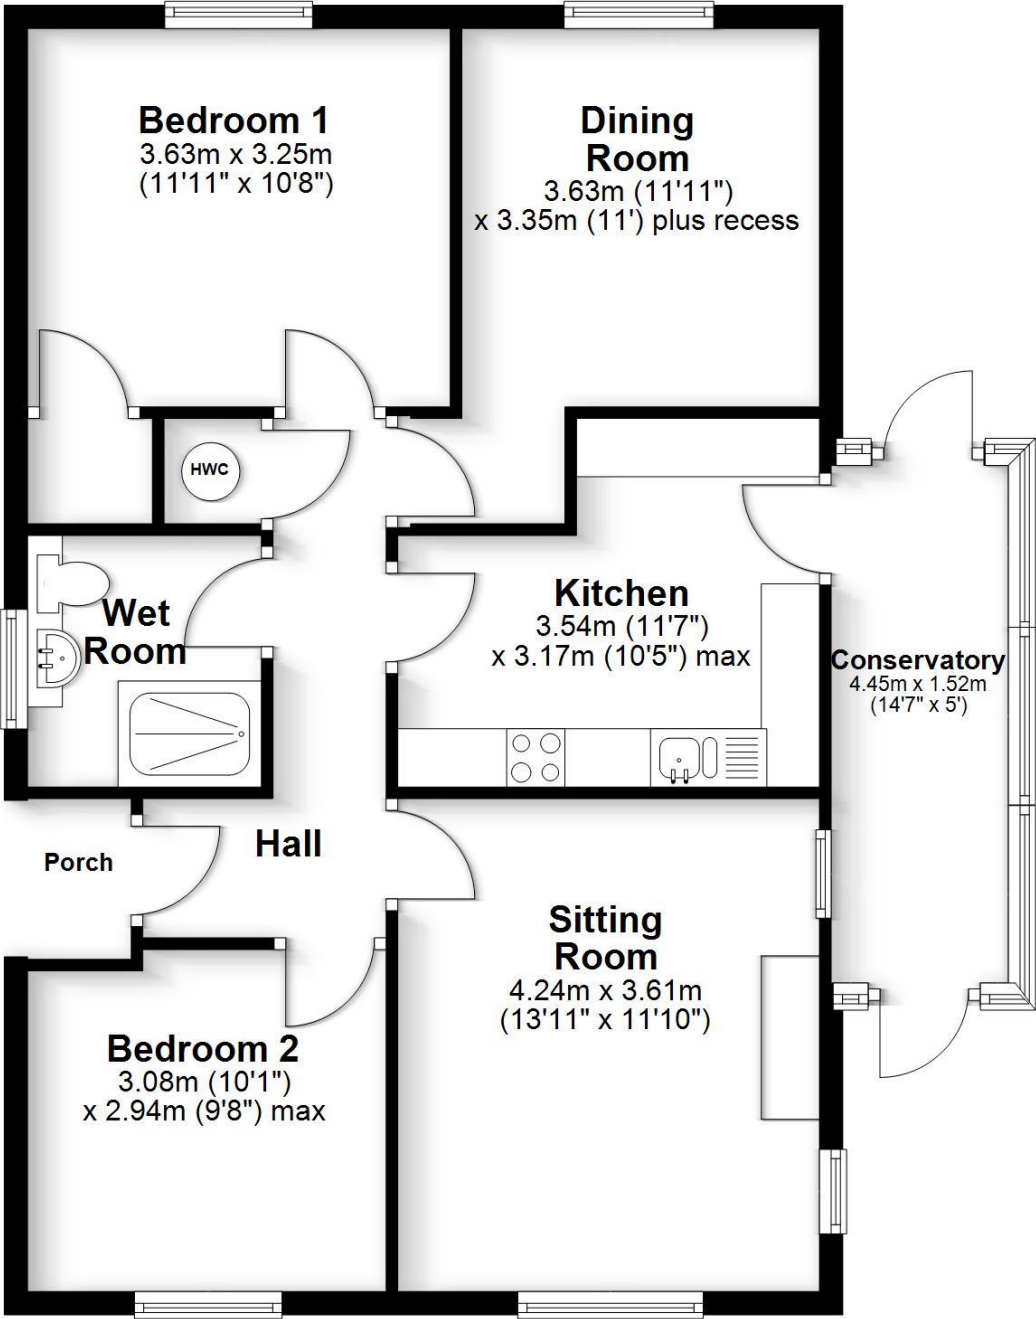 Bedroom 1
3.63m x 3.25m
(11'11" x 10'8")
Dining
Room
3.63m (11'11")
x 3.35m (11') plus recess
HWC
Wet
Room
Kitchen
3.54m (11'7")
x 3.17m (10'5") max
Conservatory
4.45m x 1.52m
(14'7" x 5')
Porch
Hall
Sitting
Room
4.24m x 3.61m
(13'11" x 11'10")
Bedroom 2
3.08m (10'1")
x 2.94m (9'8") max